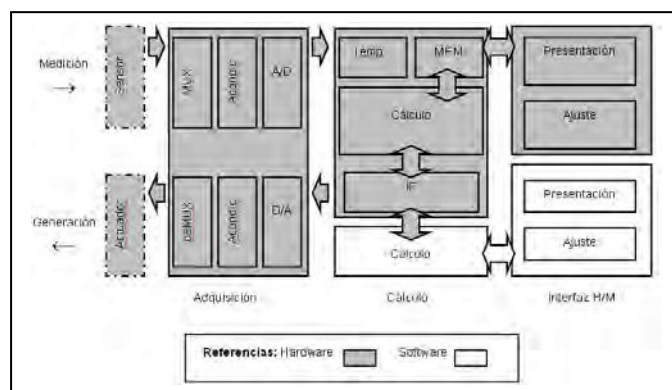 Medición
→
Sensor
MUX
Acondic
A/D
Temp
MEM
Presentación
Ajuste
Cálculo
IF
Generación
←
Actuador
deMUX
Acondic
D/A
Cálculo
Presentación
Ajuste
Adquisición
Cálculo
Interfaz H/M
Referencias: Hardware Software